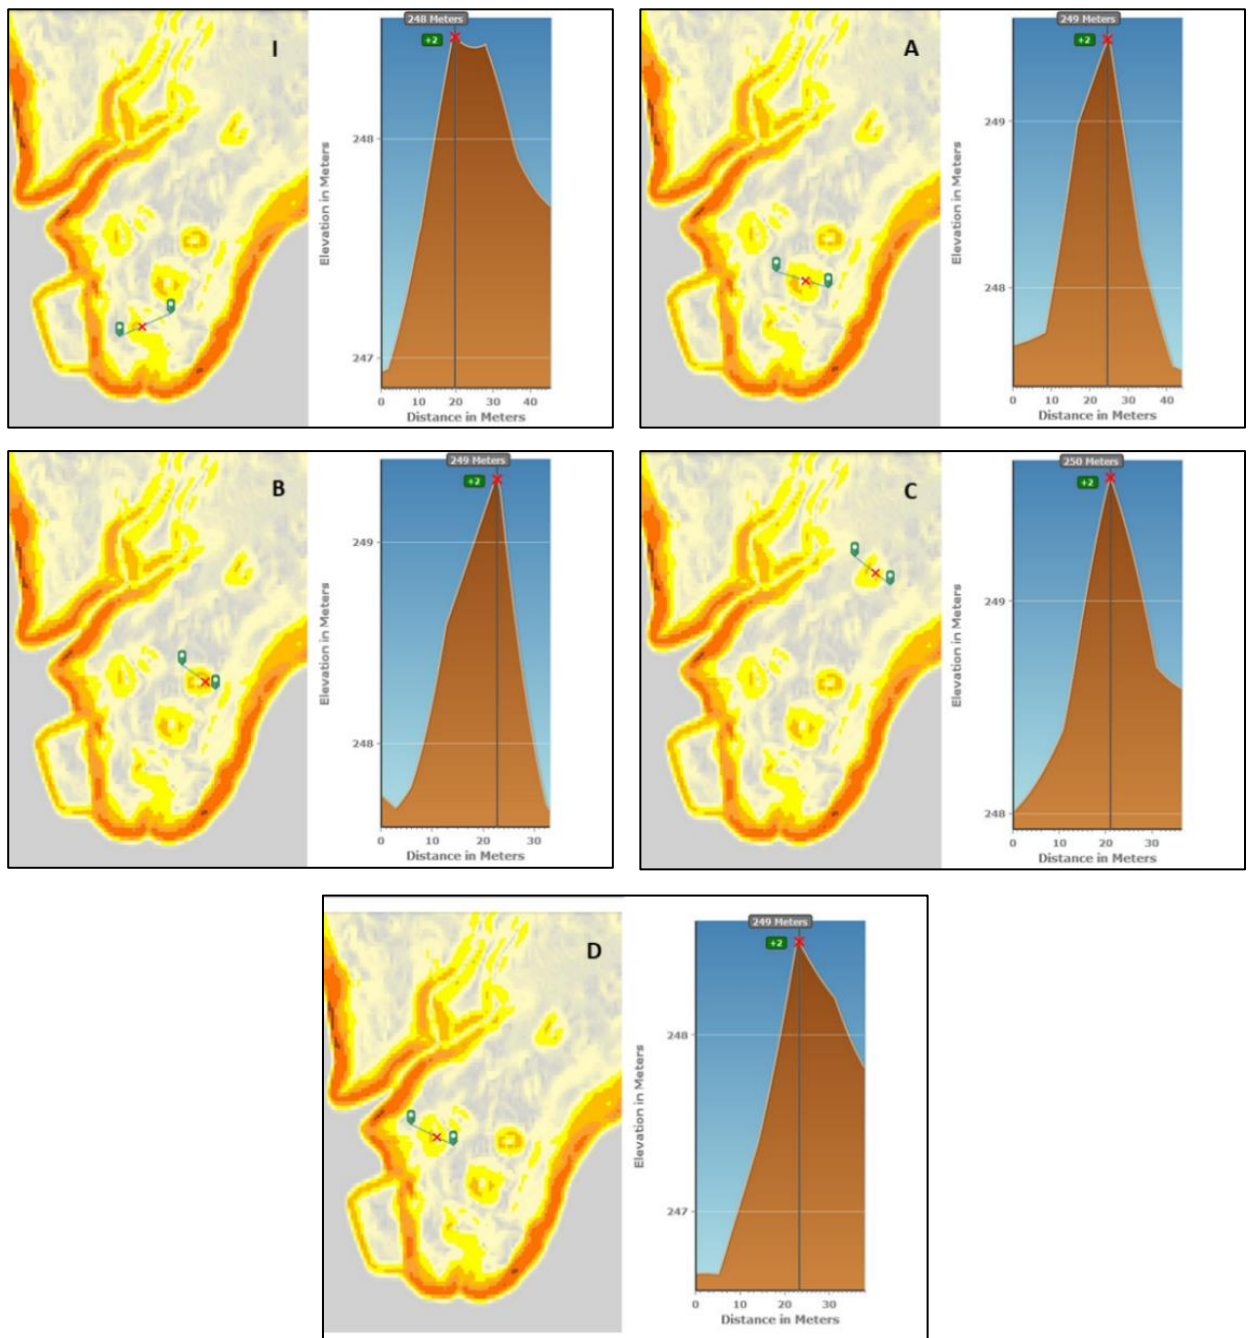 I
248 Meters
+2
248
247
Elevation in Meters
0 10 20 30 40
Distance in Meters
A
249 Meters
+2
249
248
Elevation in Meters
0 10 20 30 40
Distance in Meters
B
249 Meters
+2
249
248
Elevation in Meters
0 10 20 30
Distance in Meters
C
250 Meters
+2
249
248
Elevation in Meters
0 10 20 30
Distance in Meters
D
249 Meters
+2
248
247
Elevation in Meters
0 10 20 30
Distance in Meters